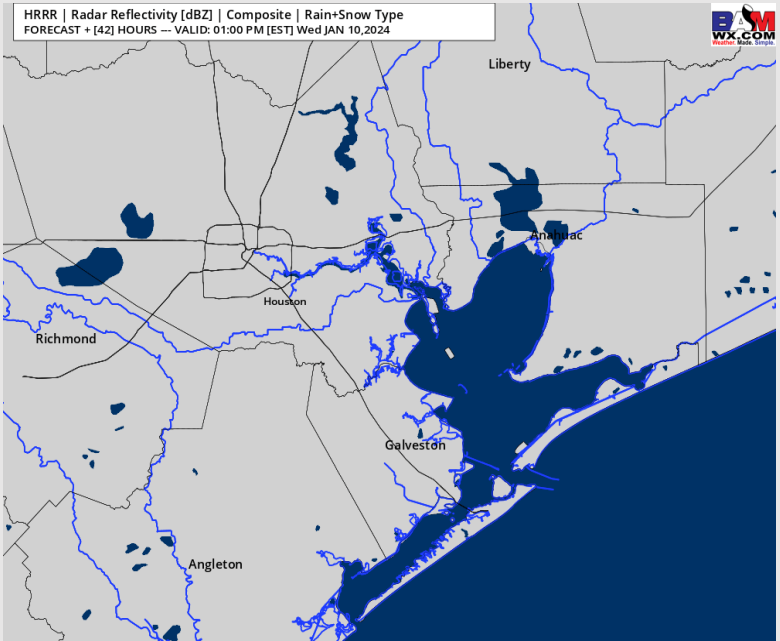 HRRR | Radar Reflectivity [dBZ] | Composite | Rain+Snow Type
FORECAST + [42] HOURS --- VALID: 01:00 PM [EST] Wed JAN 10,2024
BAM
WX.COM
Weather. Made. Simple.
Liberty
Anahuac
Houston
Richmond
Galveston
Angleton